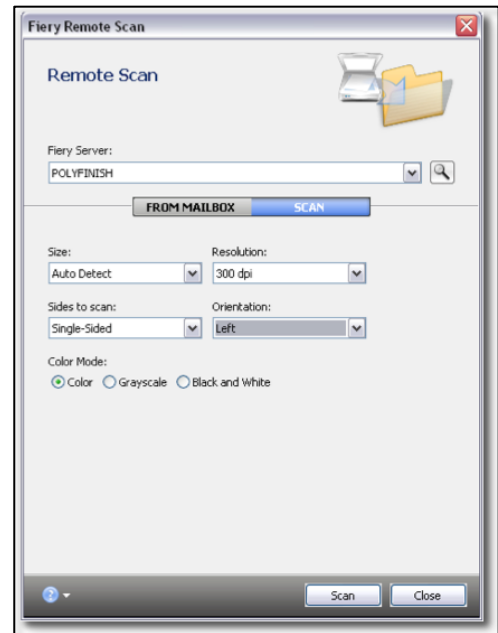 Fiery Remote Scan
Remote Scan
Fiery Server:
POLYFINISH
FROM MAILBOX SCAN
Size: Resolution:
Auto Detect 300 dpi
Sides to scan: Orientation:
Single-Sided Left
Color Mode:
Color Grayscale Black and White
? Scan Close